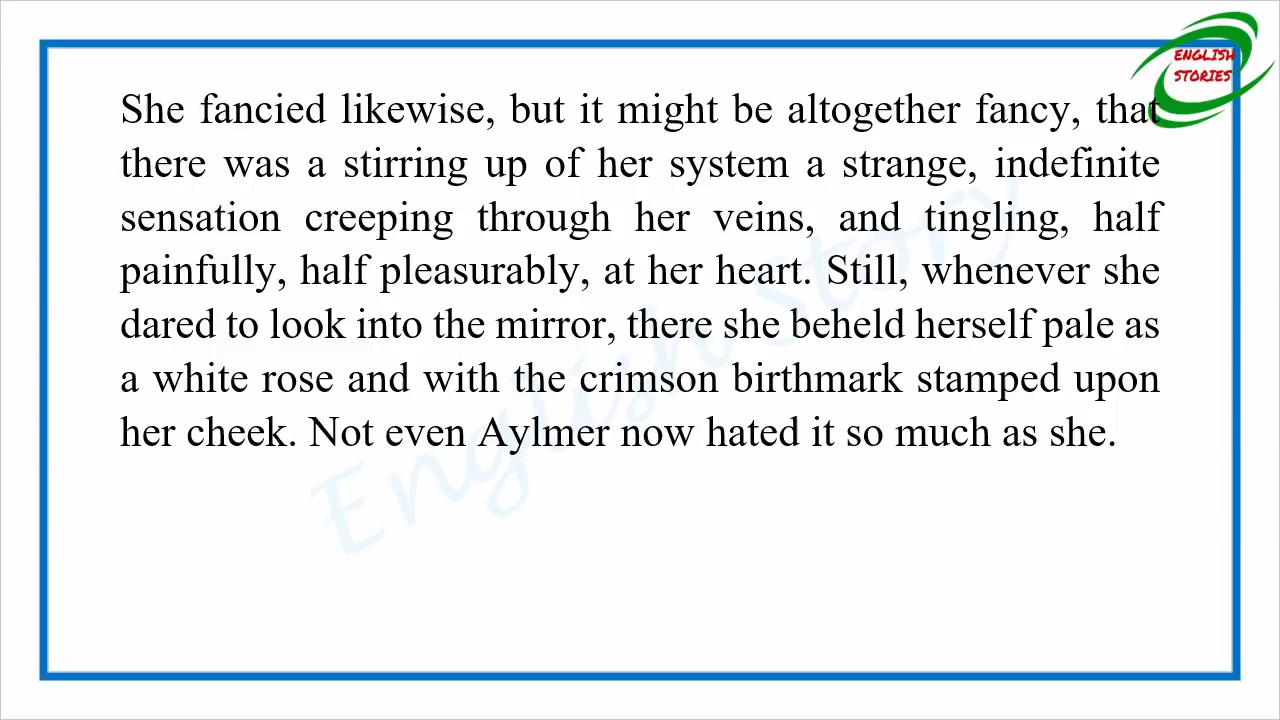 ENGLISH
STORIES
She fancied likewise, but it might be altogether fancy, that
there was a stirring up of her system a strange, indefinite
sensation creeping through her veins, and tingling, half
painfully, half pleasurably, at her heart. Still, whenever she
dared to look into the mirror, there she beheld herself pale as
a white rose and with the crimson birthmark stamped upon
her cheek. Not even Aylmer now hated it so much as she.
English Story